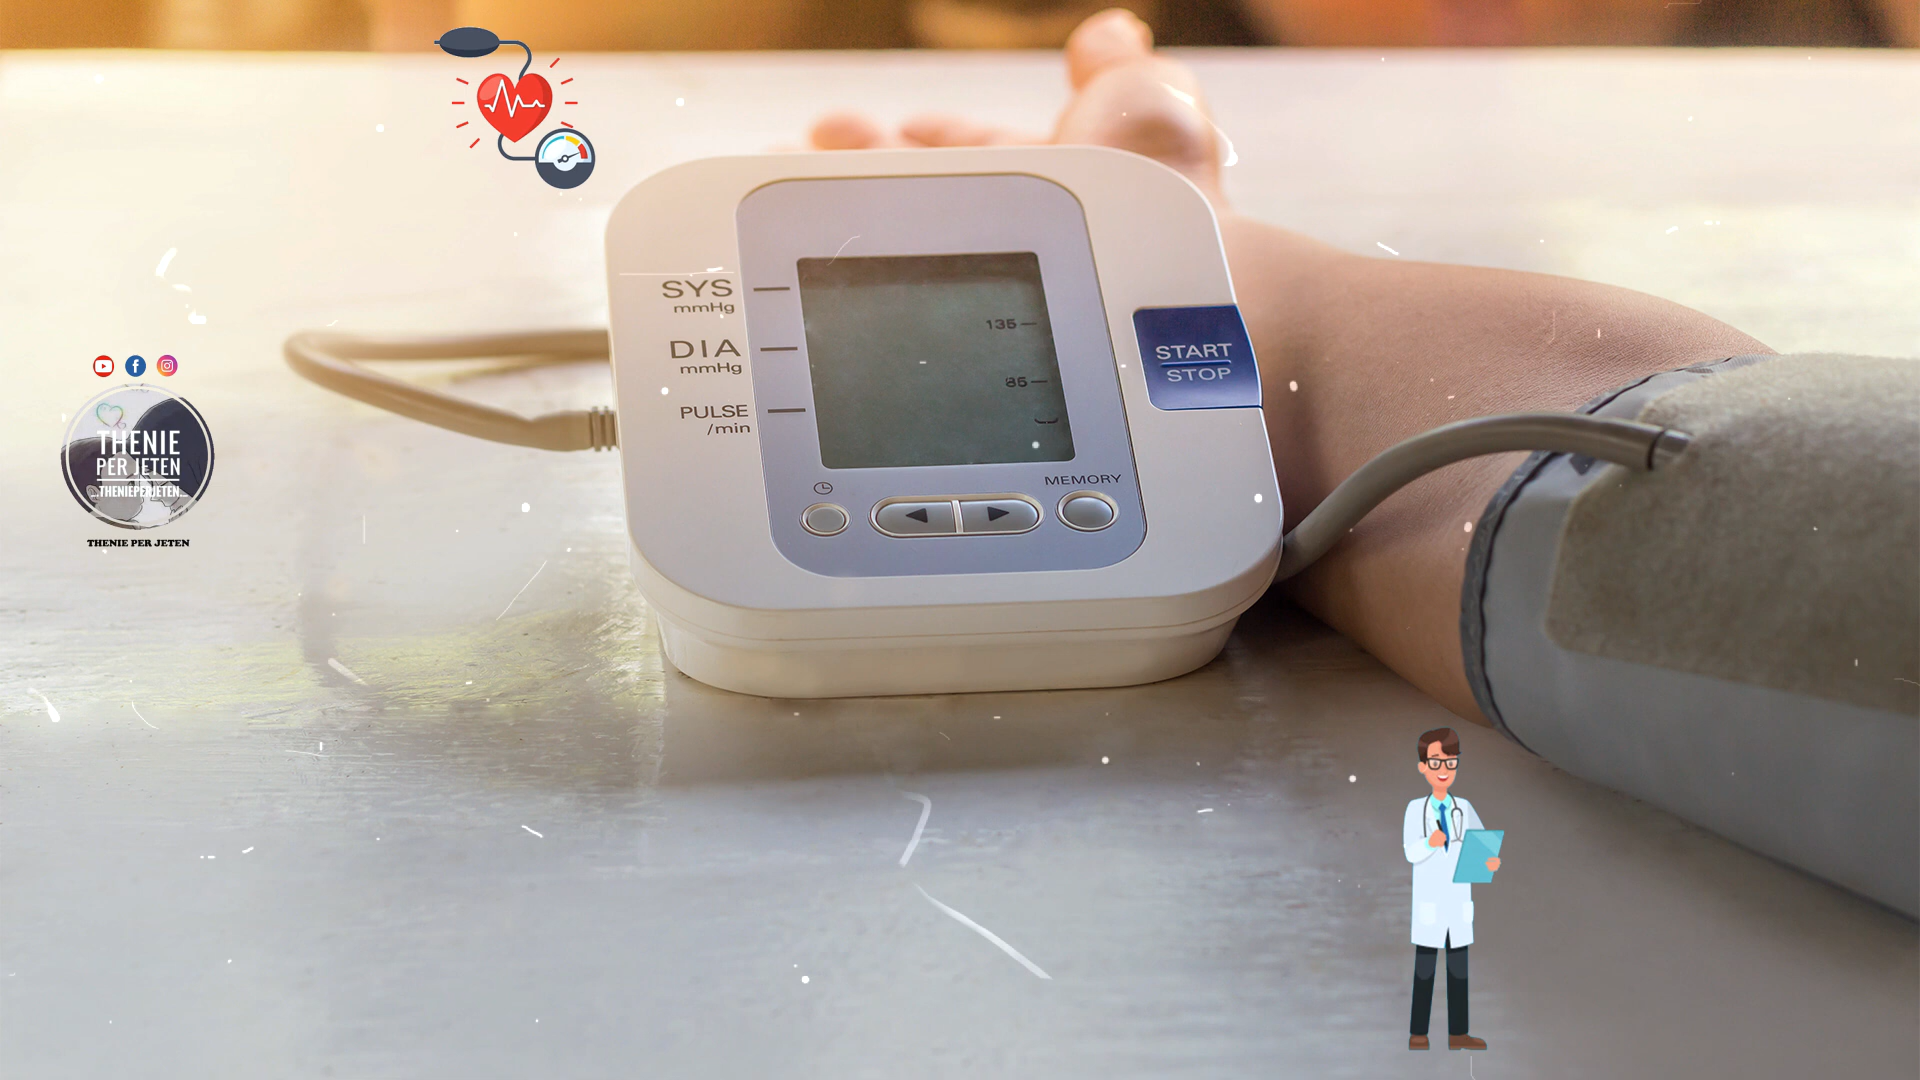 SYS
mmHg
DIA
mmHg
PULSE
/min
135
85
START
STOP
MEMORY
THENIE
PER JETEN
...THENIEPERJETEN...
THENIE PER JETEN